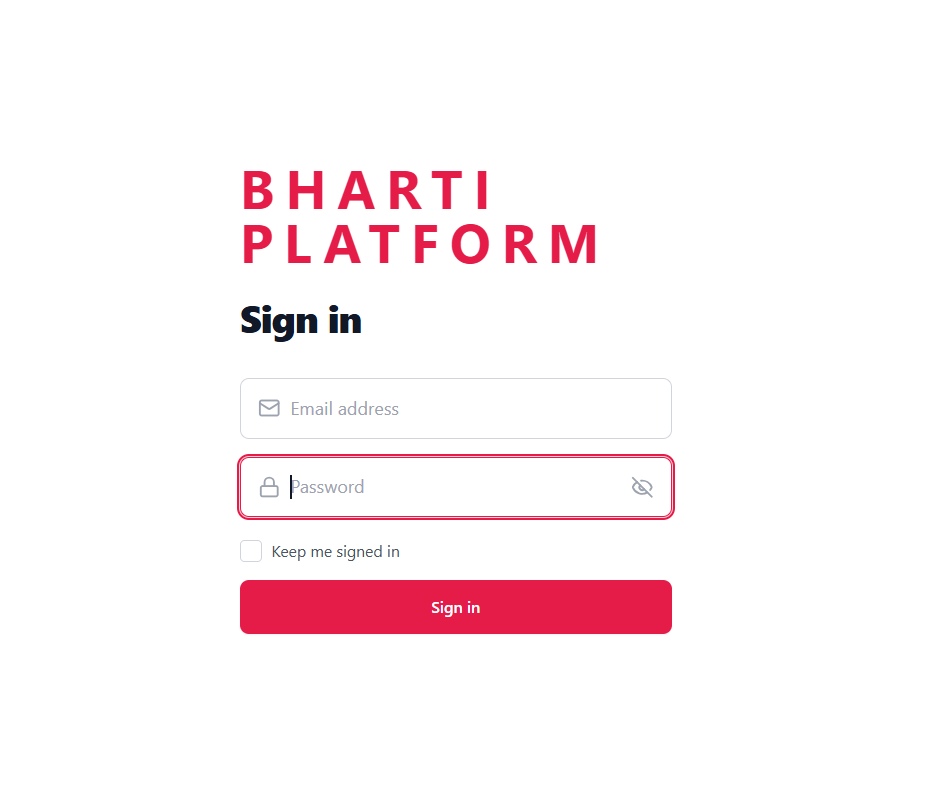 BHARTI
PLATFORM
Sign in
Email address
Password
Keep me signed in
Sign in